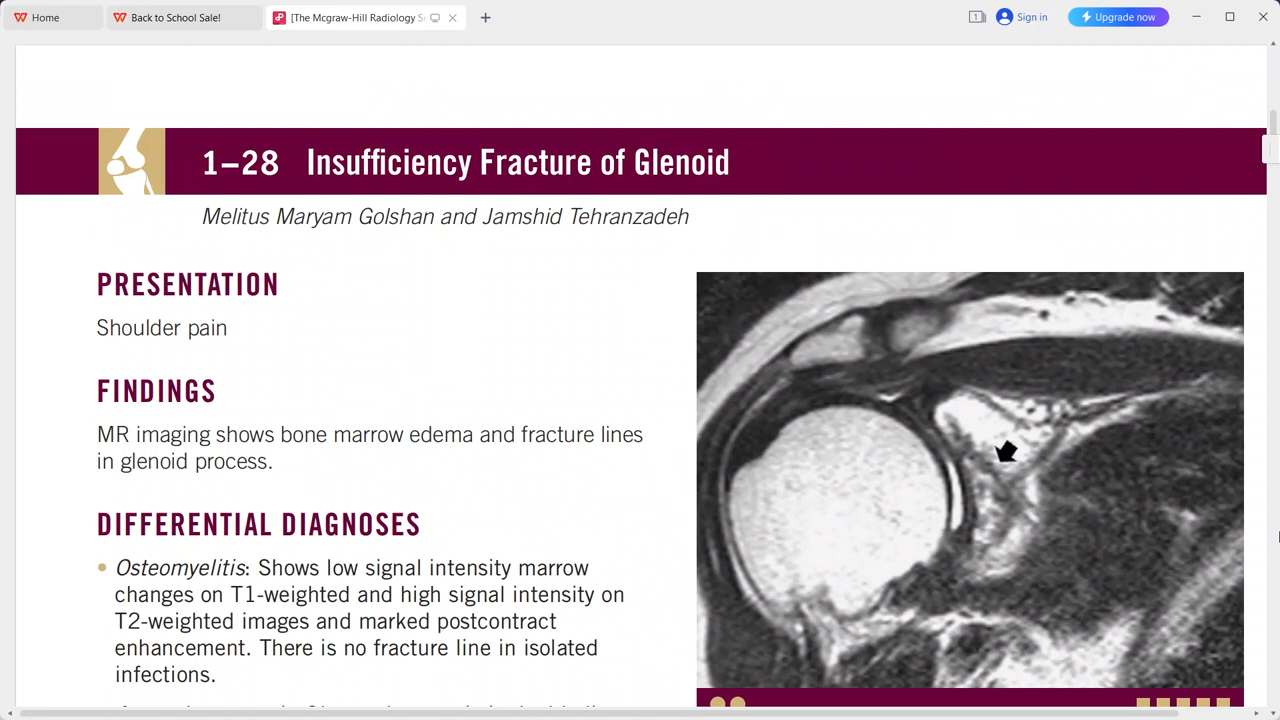 Home
Back to School Sale!
[The Mcgraw-Hill Radiology S
1
Sign in
Upgrade now
1–28 Insufficiency Fracture of Glenoid
Melitus Maryam Golshan and Jamshid Tehranzadeh
PRESENTATION
Shoulder pain
FINDINGS
MR imaging shows bone marrow edema and fracture lines
in glenoid process.
DIFFERENTIAL DIAGNOSES
• Osteomyelitis: Shows low signal intensity marrow
changes on T1-weighted and high signal intensity on
T2-weighted images and marked postcontract
enhancement. There is no fracture line in isolated
infections.